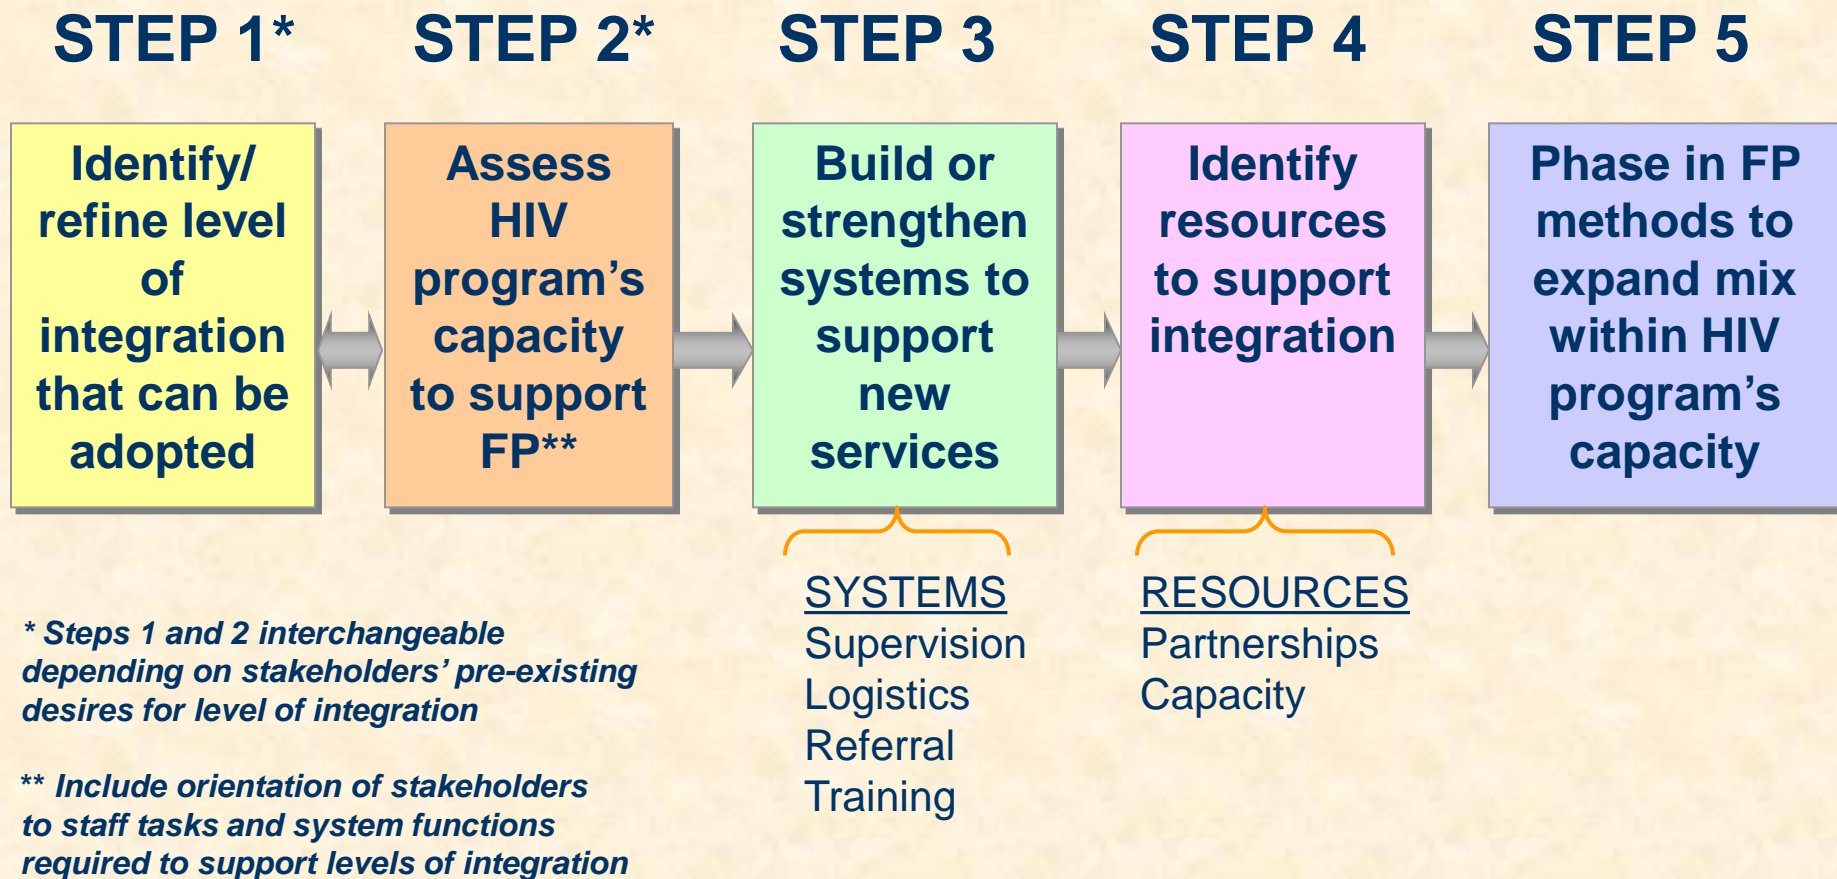 STEP 1*
STEP 2*
STEP 3
STEP 4
STEP 5
Identify/
refine level
of
integration
that can be
adopted
Assess
HIV
program’s
capacity
to support
FP**
Build or
strengthen
systems to
support
new
services
Identify
resources
to support
integration
Phase in FP
methods to
expand mix
within HIV
program’s
capacity
SYSTEMS
Supervision
Logistics
Referral
Training
RESOURCES
Partnerships
Capacity
* Steps 1 and 2 interchangeable
depending on stakeholders’ pre-existing
desires for level of integration
** Include orientation of stakeholders
to staff tasks and system functions
required to support levels of integration